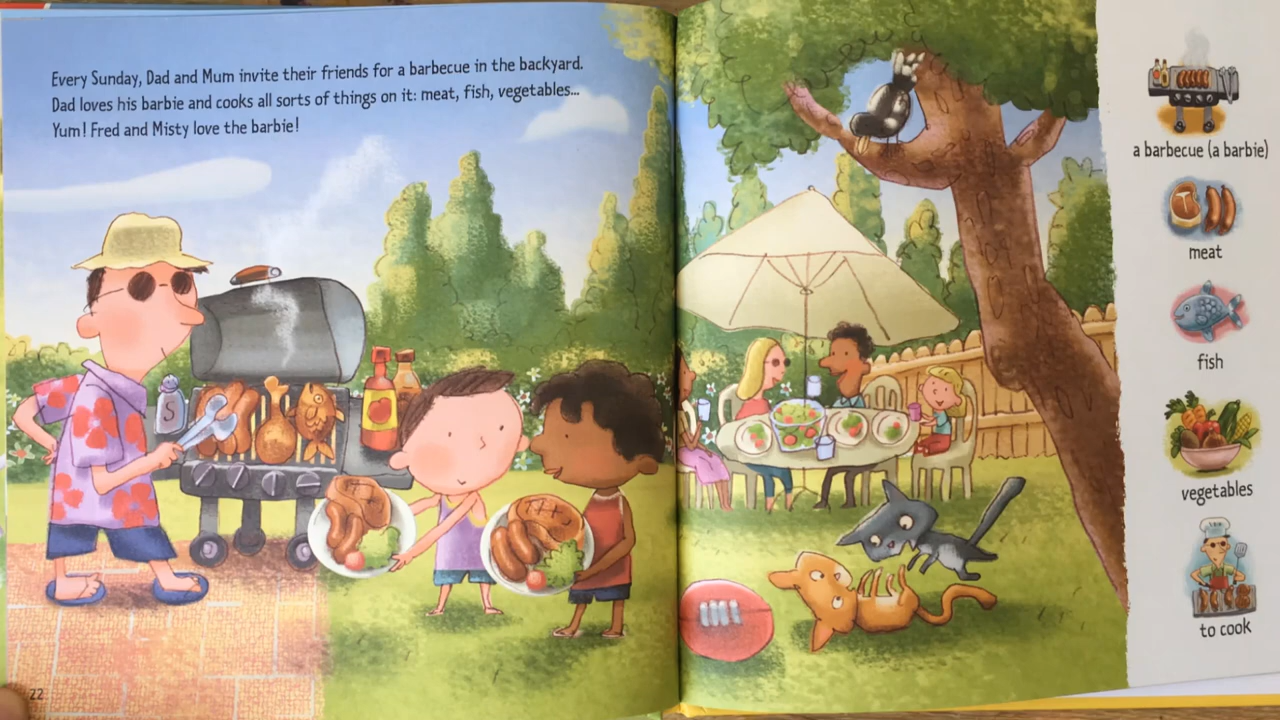 Every Sunday, Dad and Mum invite their friends for a barbecue in the backyard.
Dad loves his barbie and cooks all sorts of things on it: meat, fish, vegetables...
Yum! Fred and Misty love the barbie!
S
22
a barbecue (a barbie)
meat
fish
vegetables
to cook